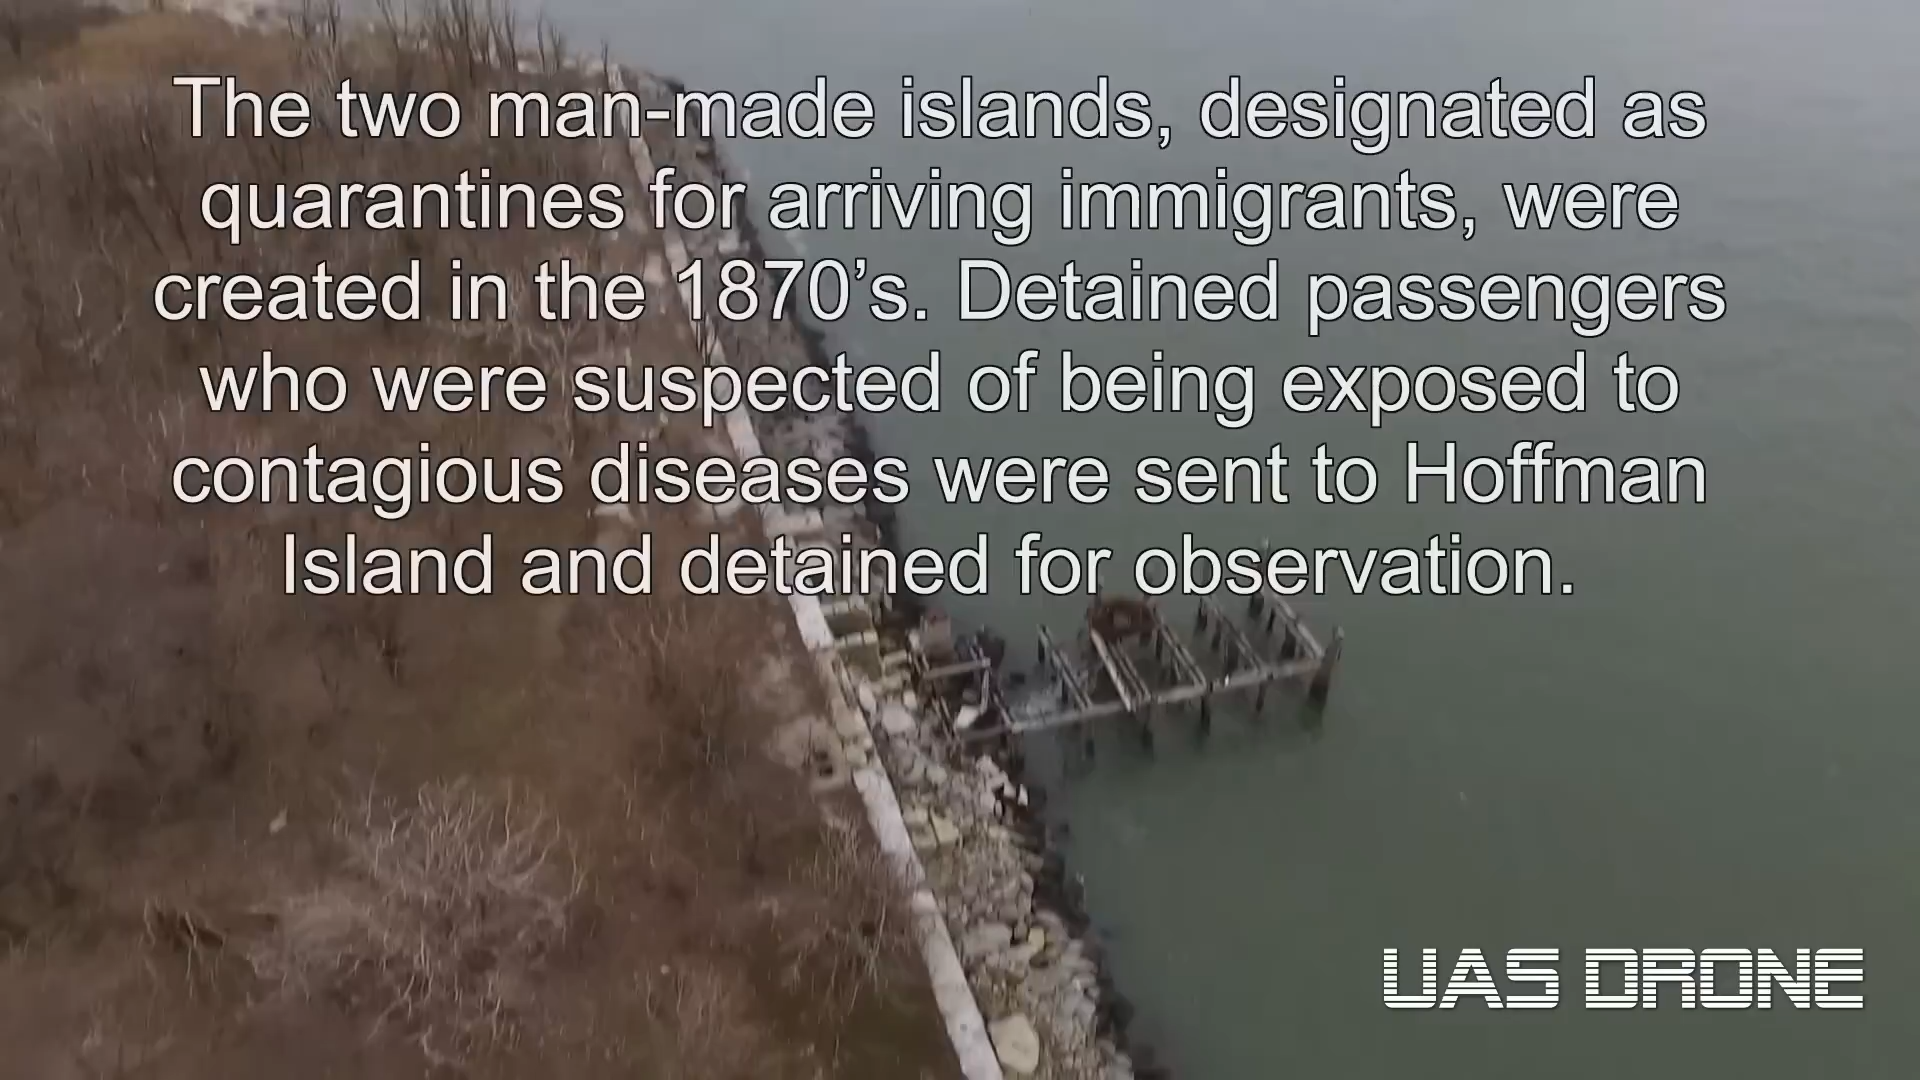 The two man-made islands, designated as
quarantines for arriving immigrants, were
created in the 1870’s. Detained passengers
who were suspected of being exposed to
contagious diseases were sent to Hoffman
Island and detained for observation.
UAS DRONE